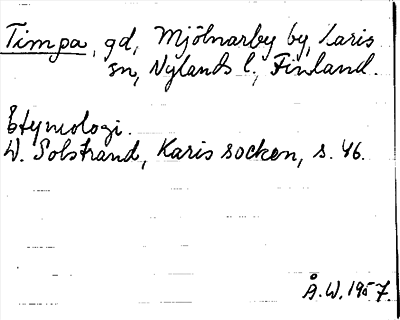 Timpa, gd, Mjölnarby by, Karis
sn, Nylands l., Finland.
Etymologi.
W. Solstrand, Karis socken, s. 46.
Å.W. 1957.